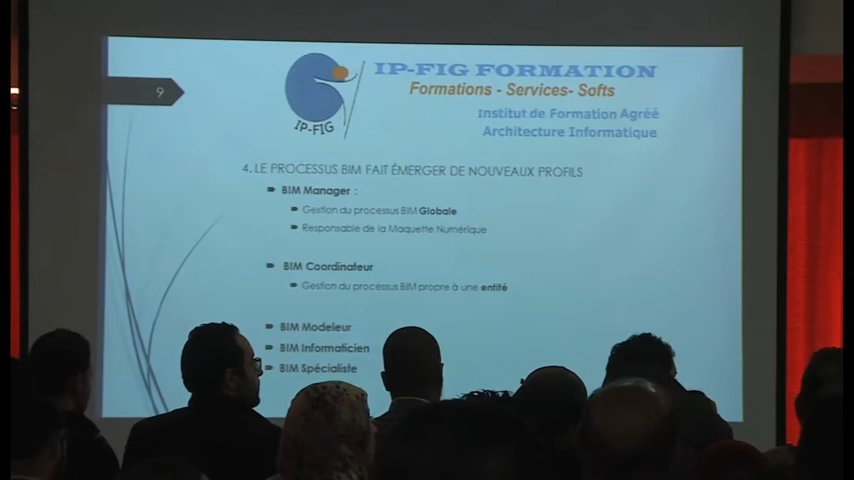 9
IP-FIG FORMATION
Formations - Services- Softs
Institut de Formation Agréé
Architecture Informatique
IP-FIG
4. LE PROCESSUS BIM FAIT ÉMERGER DE NOUVEAUX PROFILS
BIM Manager :
Gestion du processus BIM Globale
Responsable de la Maquette Numérique
BIM Coordinateur
Gestion du processus BIM propre à une entité
BIM Modeleur
BIM Informaticien
BIM Spécialiste